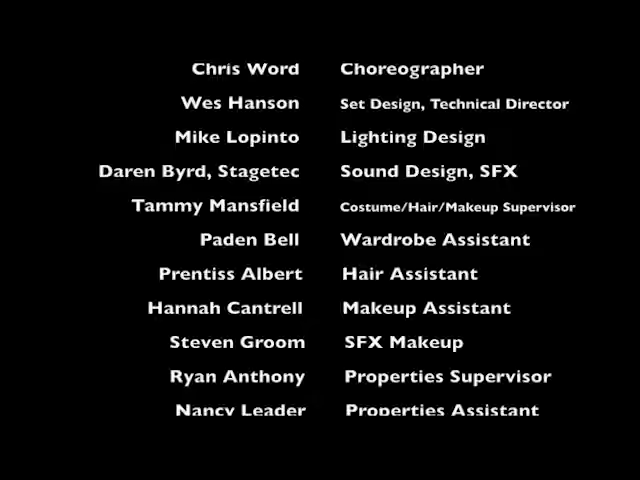 Chris Word Choreographer
Wes Hanson Set Design, Technical Director
Mike Lopinto Lighting Design
Daren Byrd, Stagetec Sound Design, SFX
Tammy Mansfield Costume/Hair/Makeup Supervisor
Paden Bell Wardrobe Assistant
Prentiss Albert Hair Assistant
Hannah Cantrell Makeup Assistant
Steven Groom SFX Makeup
Ryan Anthony Properties Supervisor
Nancy Leader Properties Assistant